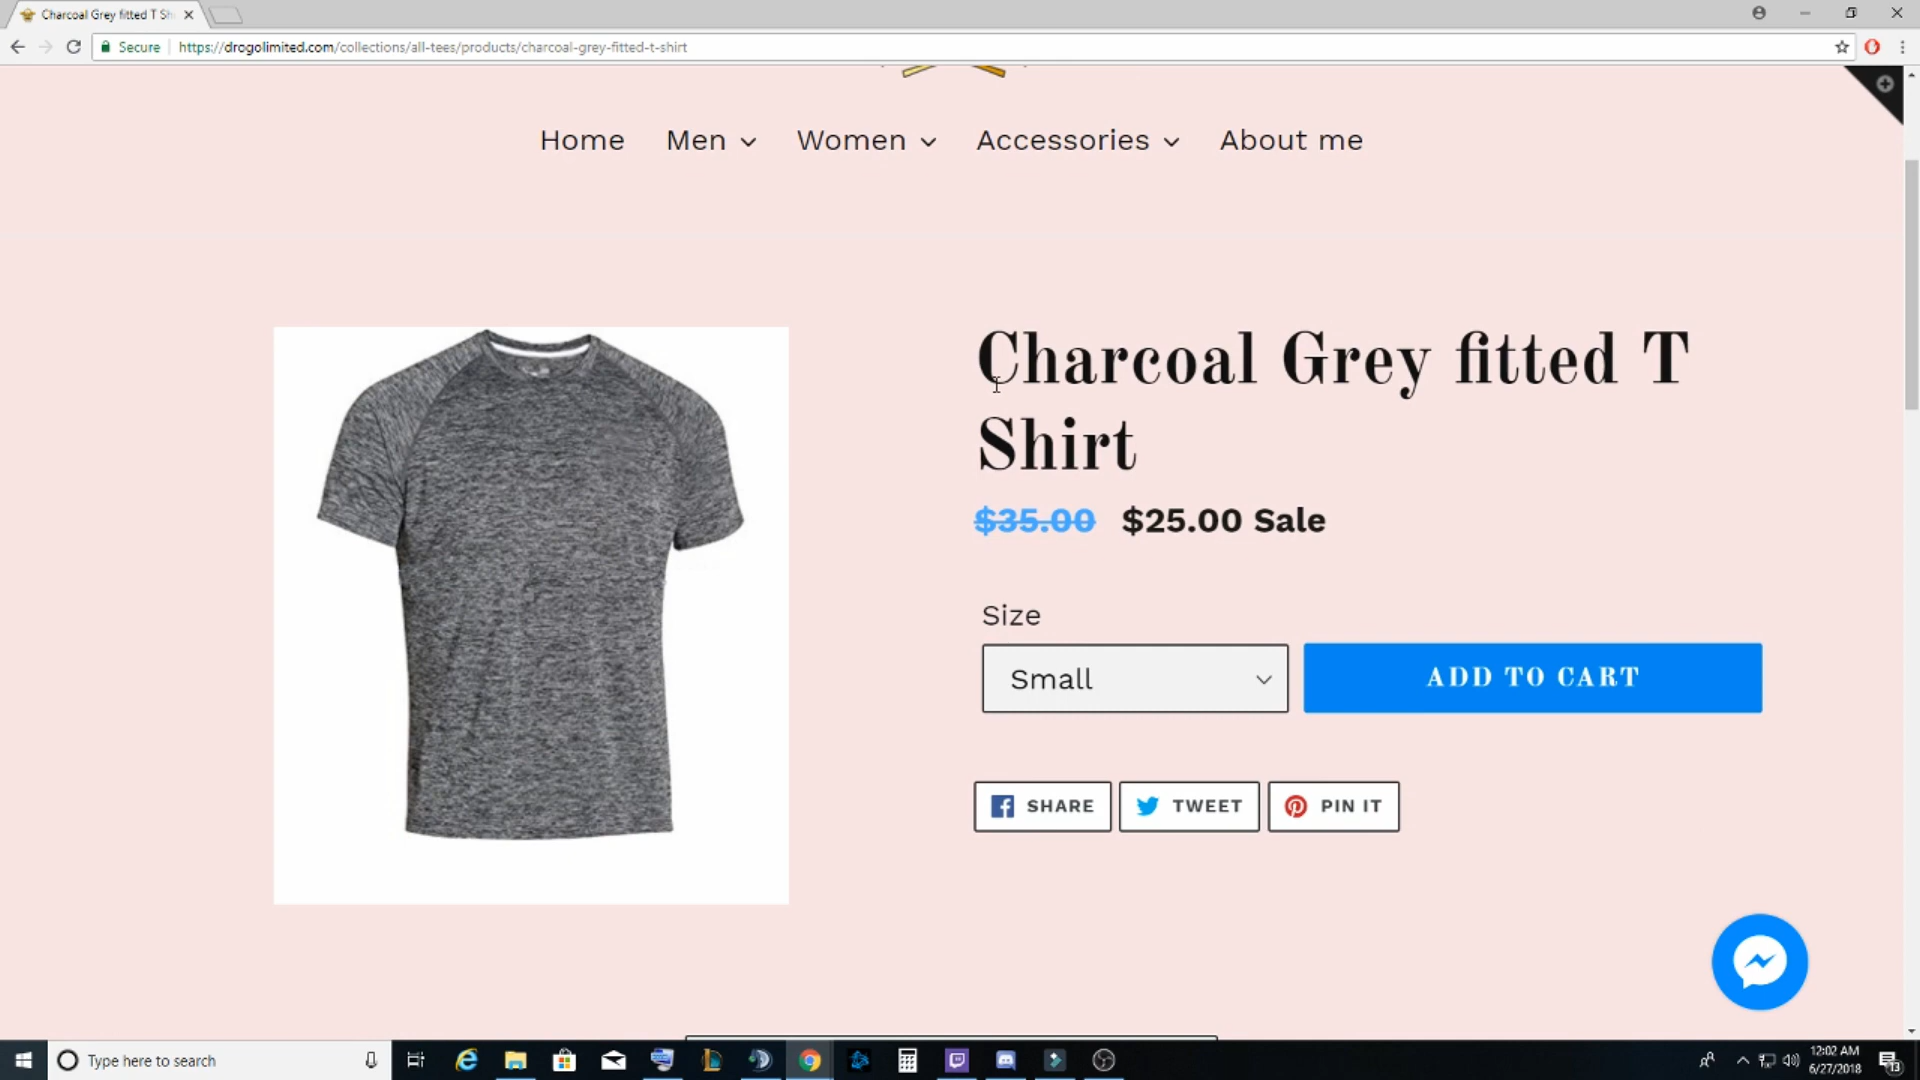 Charcoal Grey fitted T Sh
Secure
https://drogolimited.com/collections/all-tees/products/charcoal-grey-fitted-t-shirt
Home Men Women Accessories About me
Charcoal Grey fitted T
Shirt
$35.00 $25.00 Sale
Size
Small
ADD TO CART
SHARE TWEET PIN IT
Type here to search
12:02 AM
6/27/2018
13